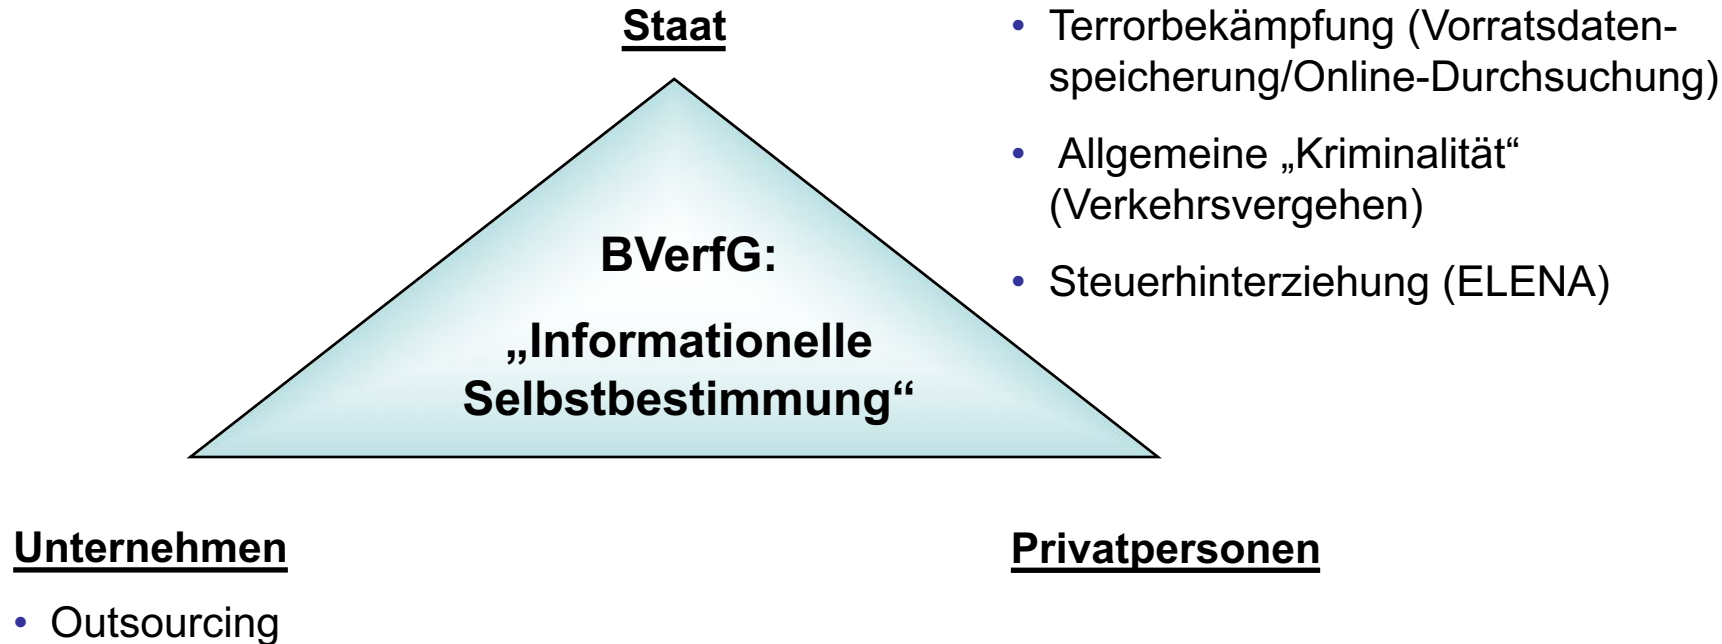 Staat
• Terrorbekämpfung (Vorratsdaten-
speicherung/Online-Durchsuchung)
• Allgemeine „Kriminalität“
(Verkehrsvergehen)
• Steuerhinterziehung (ELENA)
BVerfG:
„Informationelle
Selbstbestimmung“
Unternehmen
• Outsourcing
Privatpersonen